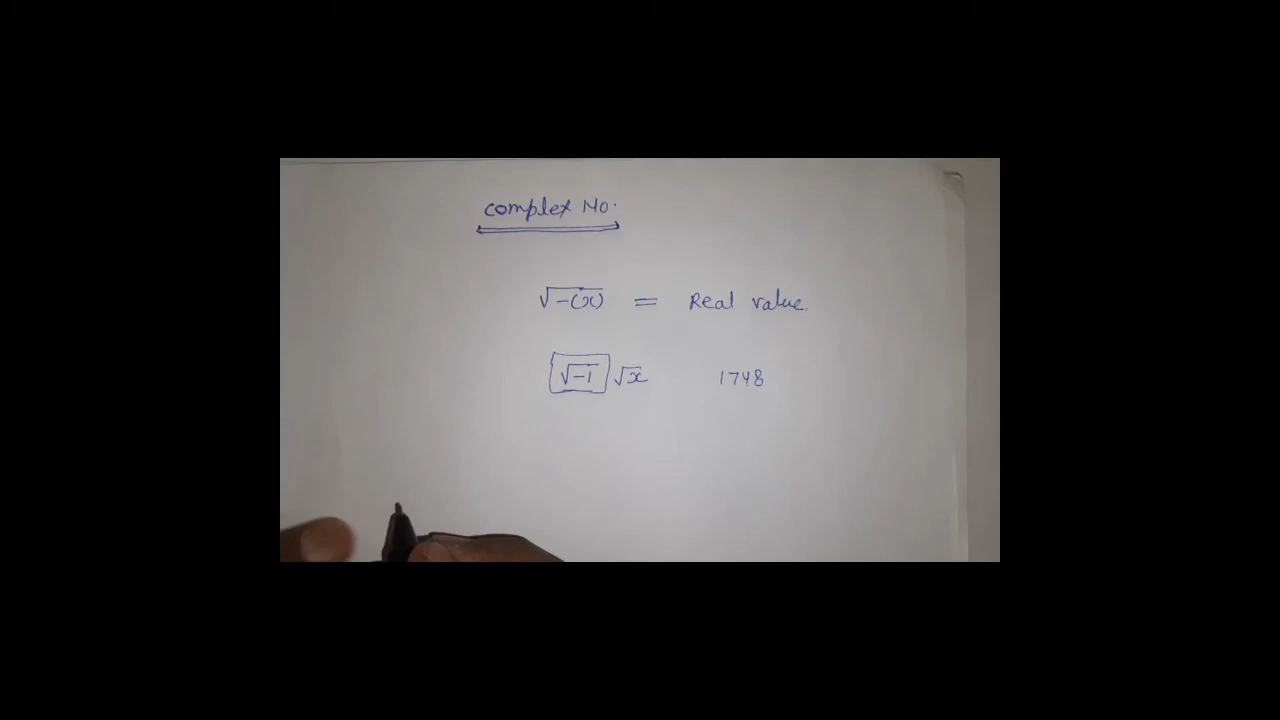 Complex No.
√-(x) = Real value.
√-1 √x 1748